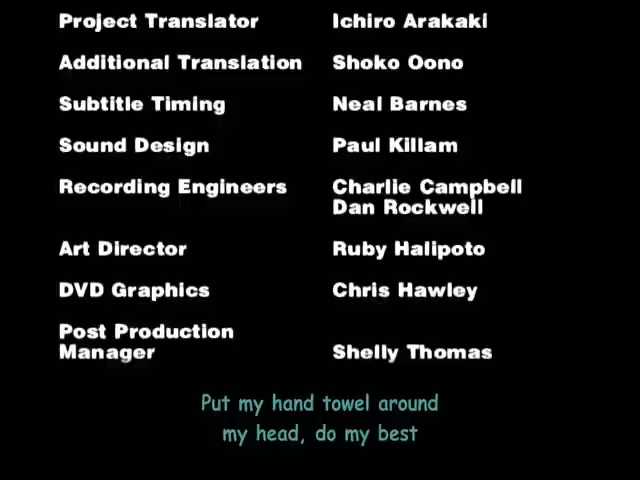 Project Translator Ichiro Arakaki
Additional Translation Shoko Oono
Subtitle Timing Neal Barnes
Sound Design Paul Killam
Recording Engineers Charlie Campbell
Dan Rockwell
Art Director Ruby Halipoto
DVD Graphics Chris Hawley
Post Production
Manager Shelly Thomas
Put my hand towel around
my head, do my best